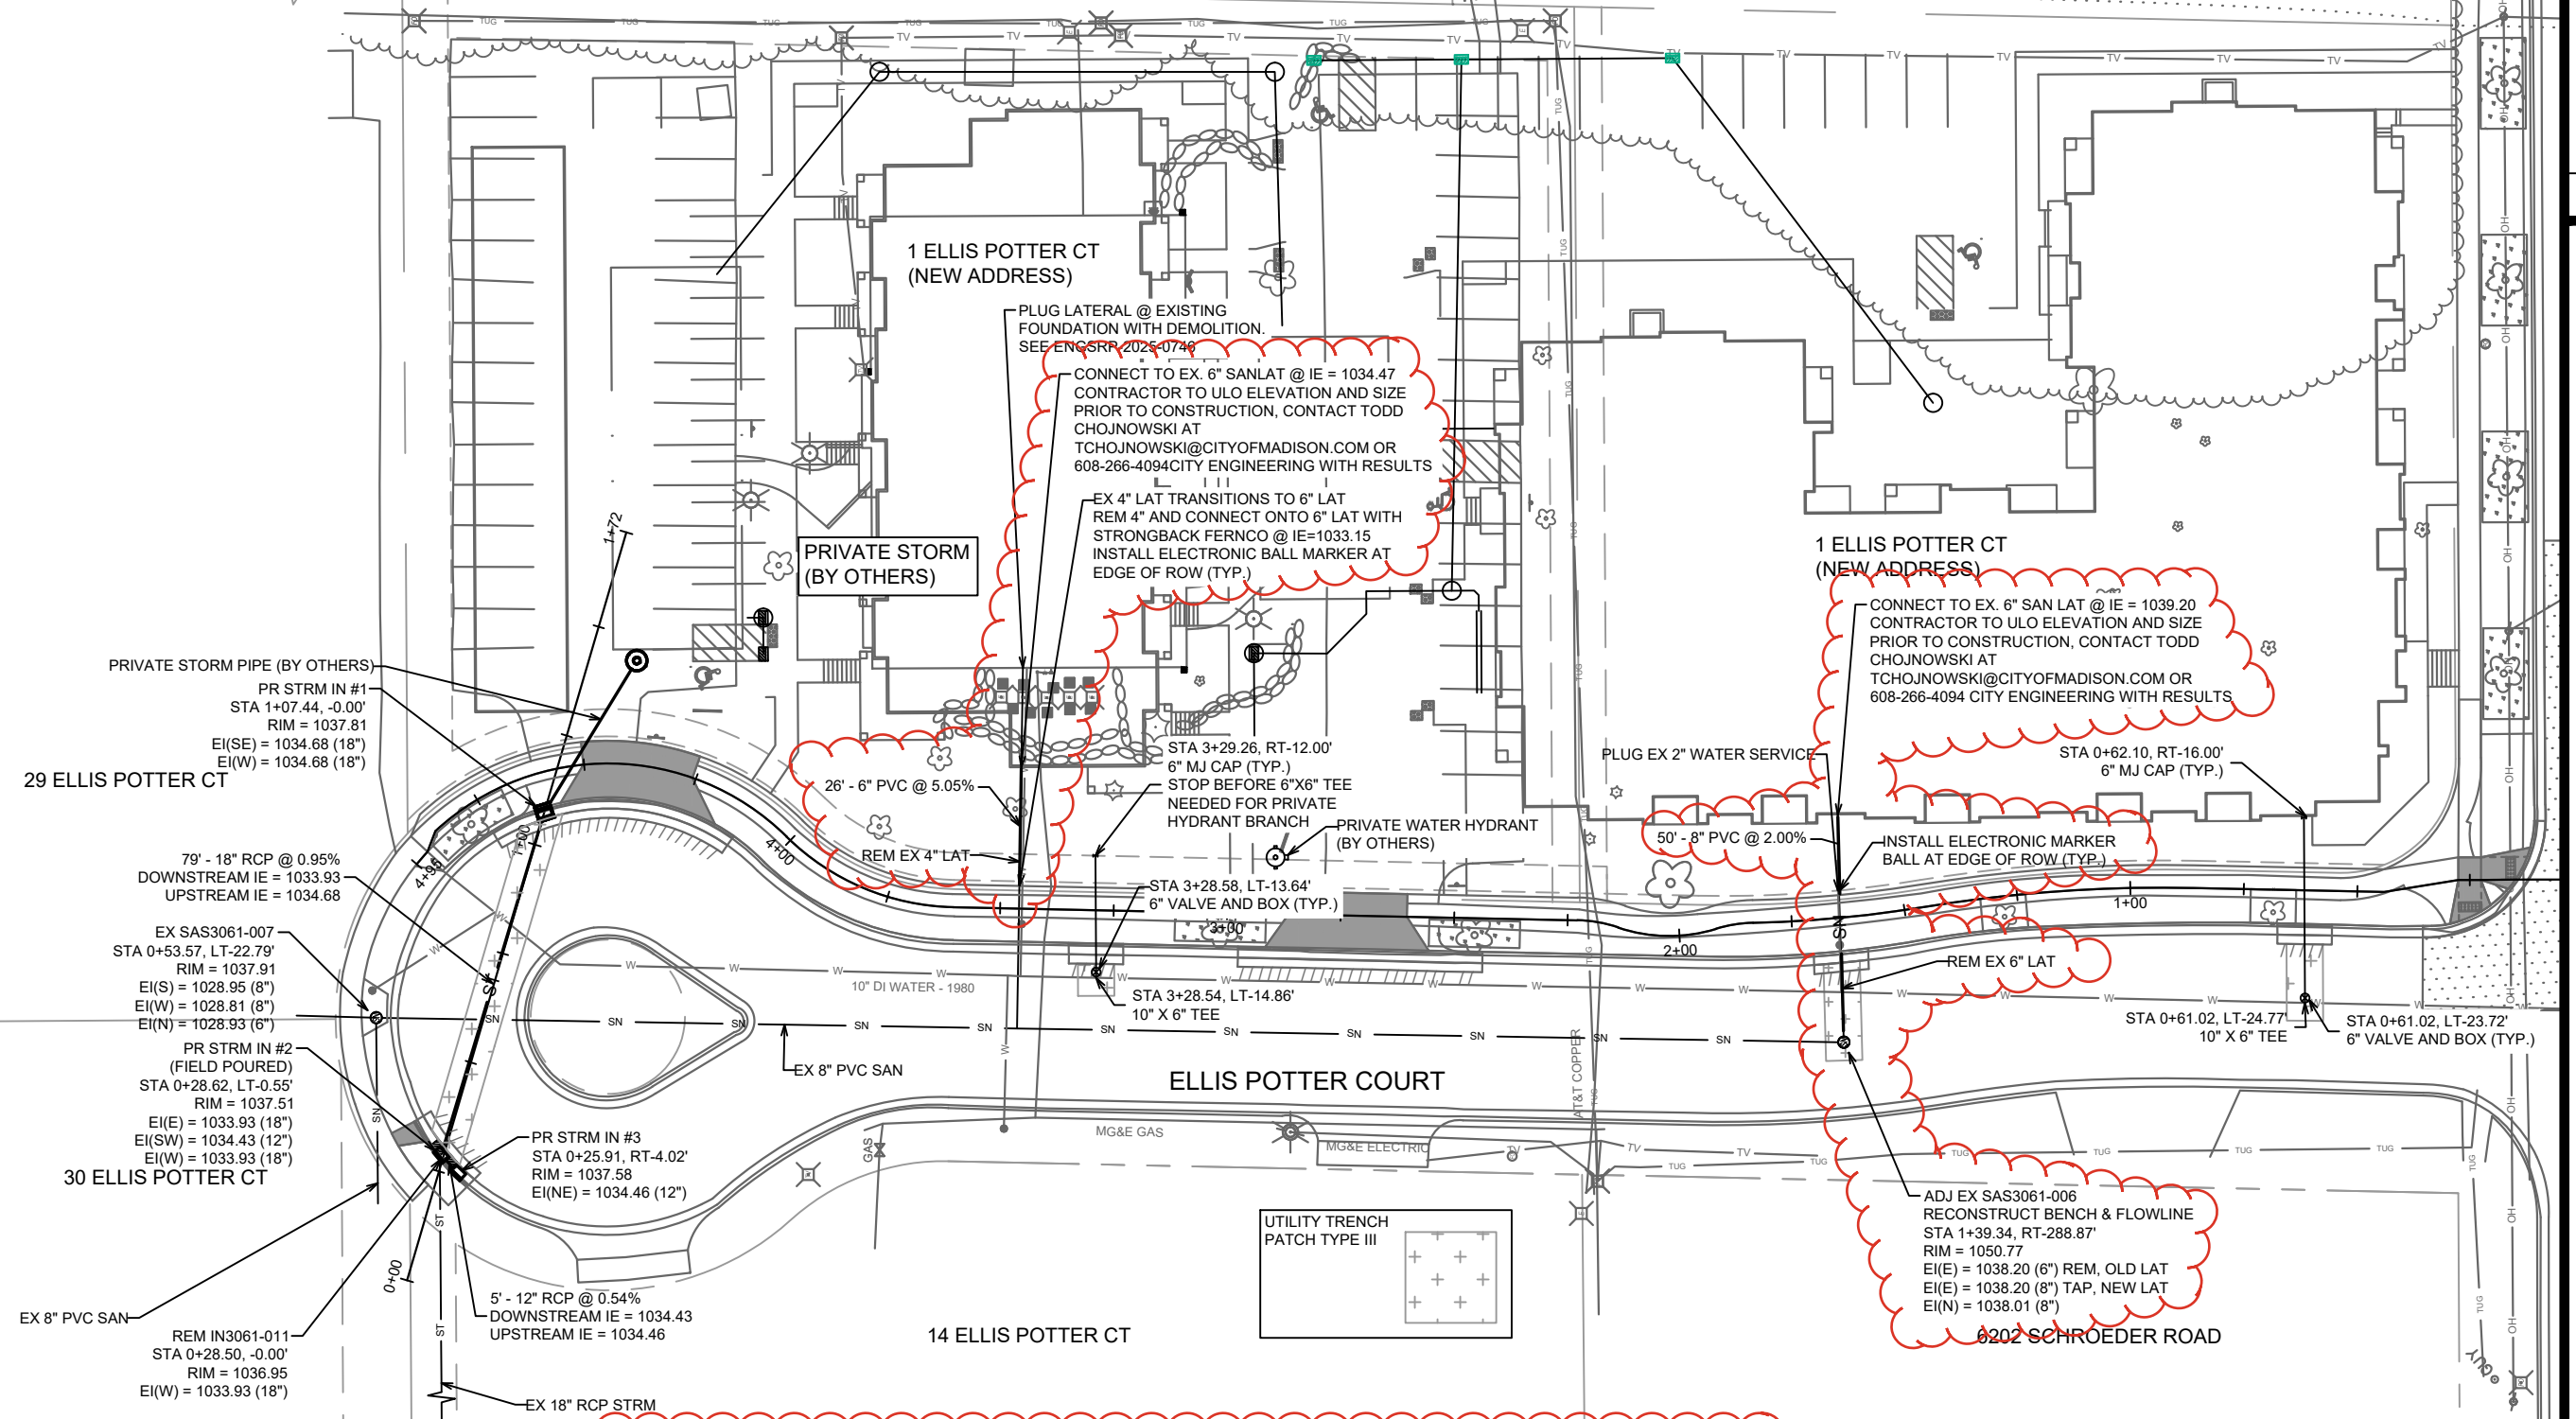 1 ELLIS POTTER CT
(NEW ADDRESS)
PLUG LATERAL @ EXISTING
FOUNDATION WITH DEMOLITION.
SEE ENGSRP-2025-0746
CONNECT TO EX. 6" SANLAT @ IE = 1034.47
CONTRACTOR TO ULO ELEVATION AND SIZE
PRIOR TO CONSTRUCTION, CONTACT TODD
CHOJNOWSKI AT
TCHOJNOWSKI@CITYOFMADISON.COM OR
608-266-4094CITY ENGINEERING WITH RESULTS
EX 4" LAT TRANSITIONS TO 6" LAT
REM 4" AND CONNECT ONTO 6" LAT WITH
STRONGBACK FERNCO @ IE=1033.15
INSTALL ELECTRONIC BALL MARKER AT
EDGE OF ROW (TYP.)
PRIVATE STORM
(BY OTHERS)
1+72
1 ELLIS POTTER CT
(NEW ADDRESS)
CONNECT TO EX. 6" SAN LAT @ IE = 1039.20
CONTRACTOR TO ULO ELEVATION AND SIZE
PRIOR TO CONSTRUCTION, CONTACT TODD
CHOJNOWSKI AT
TCHOJNOWSKI@CITYOFMADISON.COM OR
608-266-4094 CITY ENGINEERING WITH RESULTS
PRIVATE STORM PIPE (BY OTHERS)
PR STRM IN #1
STA 1+07.44, -0.00'
RIM = 1037.81
EI(SE) = 1034.68 (18")
EI(W) = 1034.68 (18")
29 ELLIS POTTER CT
STA 3+29.26, RT-12.00'
6" MJ CAP (TYP.)
STOP BEFORE 6"X6" TEE
NEEDED FOR PRIVATE
HYDRANT BRANCH
PRIVATE WATER HYDRANT
(BY OTHERS)
PLUG EX 2" WATER SERVICE
STA 0+62.10, RT-16.00'
6" MJ CAP (TYP.)
26' - 6" PVC @ 5.05%
50' - 8" PVC @ 2.00%
INSTALL ELECTRONIC MARKER
BALL AT EDGE OF ROW (TYP.)
REM EX 4" LAT
79' - 18" RCP @ 0.95%
DOWNSTREAM IE = 1033.93
UPSTREAM IE = 1034.68
4+95
1+00
4+00
3+00
2+00
1+00
STA 3+28.58, LT-13.64'
6" VALVE AND BOX (TYP.)
EX SAS3061-007
STA 0+53.57, LT-22.79'
RIM = 1037.91
EI(S) = 1028.95 (8")
EI(W) = 1028.81 (8")
EI(N) = 1028.93 (6")
REM EX 6" LAT
10" DI WATER - 1980
STA 3+28.54, LT-14.86'
10" X 6" TEE
STA 0+61.02, LT-24.77'
10" X 6" TEE
STA 0+61.02, LT-23.72'
6" VALVE AND BOX (TYP.)
PR STRM IN #2
(FIELD POURED)
STA 0+28.62, LT-0.55'
RIM = 1037.51
EI(E) = 1033.93 (18")
EI(SW) = 1034.43 (12")
EI(W) = 1033.93 (18")
30 ELLIS POTTER CT
EX 8" PVC SAN
ELLIS POTTER COURT
AT&T COPPER
PR STRM IN #3
STA 0+25.91, RT-4.02'
RIM = 1037.58
EI(NE) = 1034.46 (12")
GAS
MG&E GAS
MG&E ELECTRIC
ADJ EX SAS3061-006
RECONSTRUCT BENCH & FLOWLINE
STA 1+39.34, RT-288.87'
RIM = 1050.77
EI(E) = 1038.20 (6") REM, OLD LAT
EI(E) = 1038.20 (8") TAP, NEW LAT
EI(N) = 1038.01 (8")
UTILITY TRENCH
PATCH TYPE III
0+00
5' - 12" RCP @ 0.54%
DOWNSTREAM IE = 1034.43
UPSTREAM IE = 1034.46
EX 8" PVC SAN
REM IN3061-011
STA 0+28.50, -0.00'
RIM = 1036.95
EI(W) = 1033.93 (18")
14 ELLIS POTTER CT
6202 SCHROEDER ROAD
GUY
EX 18" RCP STRM